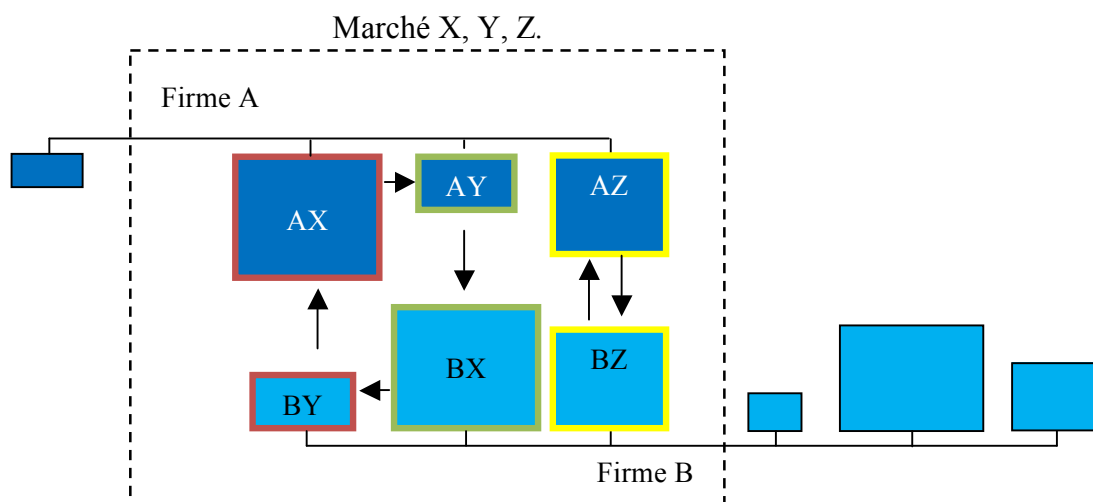 Marché X, Y, Z.
Firme A
AX
AY
AZ
BY
BX
BZ
Firme B